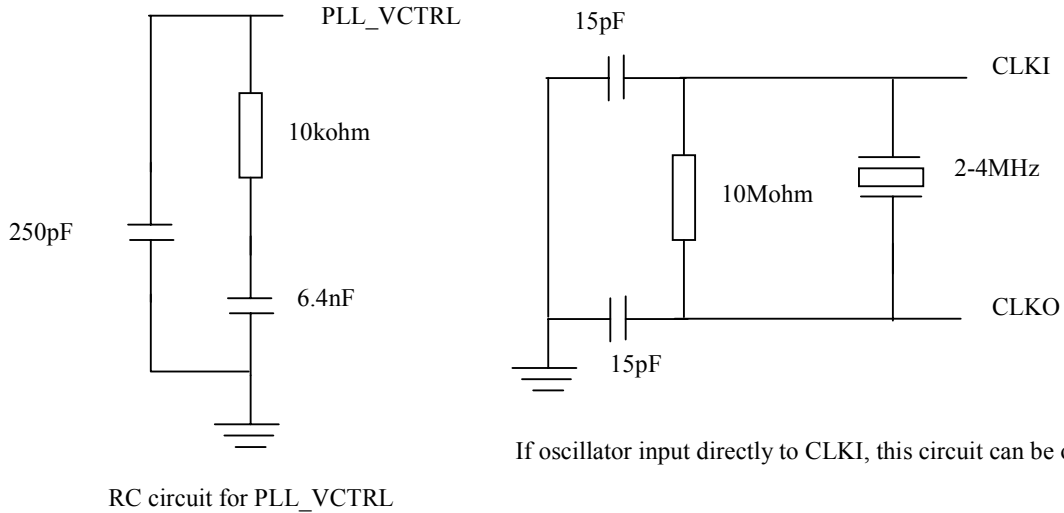 PLL_VCTRL
10kohm
250pF
6.4nF
RC circuit for PLL_VCTRL
15pF
CLKI
2-4MHz
10Mohm
CLKO
15pF
If oscillator input directly to CLKI, this circuit can be